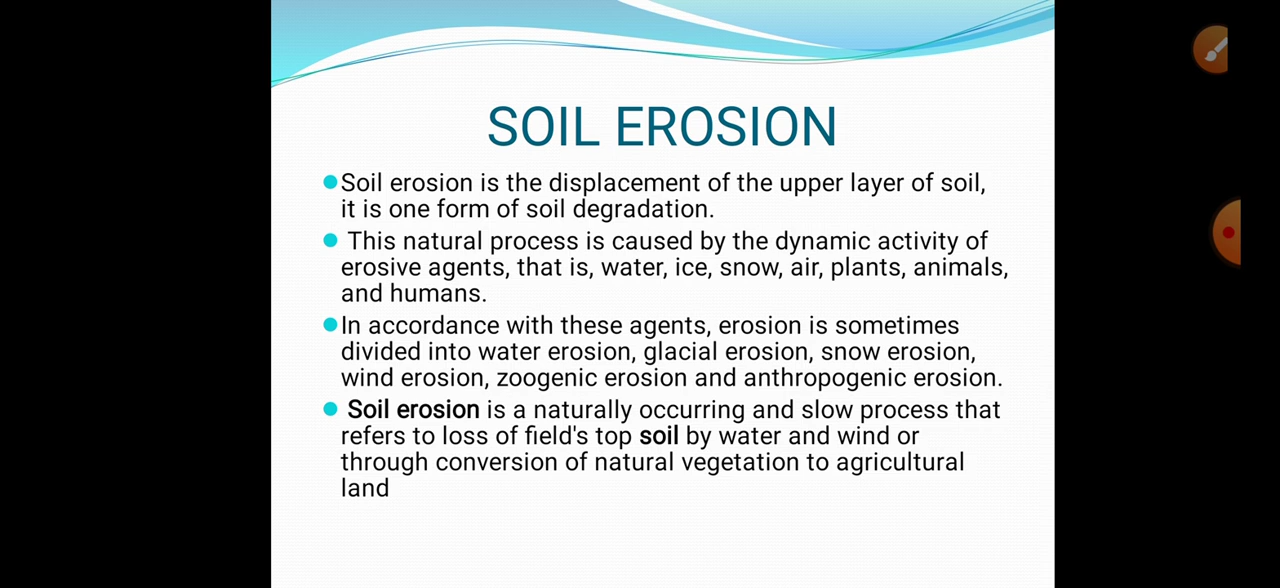 SOIL EROSION
Soil erosion is the displacement of the upper layer of soil,
it is one form of soil degradation.
This natural process is caused by the dynamic activity of
erosive agents, that is, water, ice, snow, air, plants, animals,
and humans.
In accordance with these agents, erosion is sometimes
divided into water erosion, glacial erosion, snow erosion,
wind erosion, zoogenic erosion and anthropogenic erosion.
Soil erosion is a naturally occurring and slow process that
refers to loss of field's top soil by water and wind or
through conversion of natural vegetation to agricultural
land